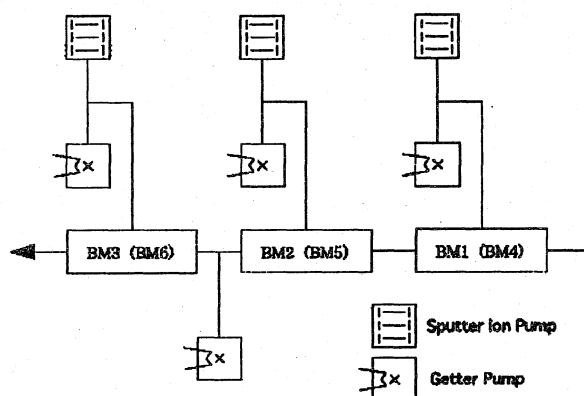 BM3 (BM6)
BM2 (BM5)
BM1 (BM4)
Sputter ion Pump
Getter Pump